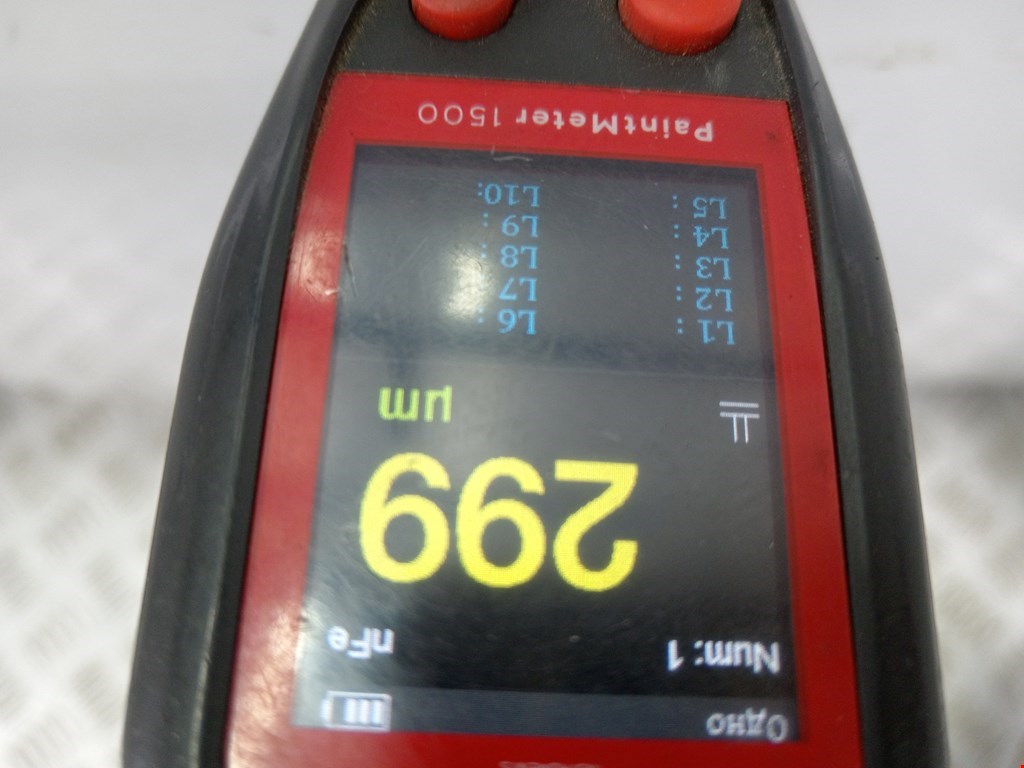 Одно
Num: 1 nFe
299
µm
L1 : L6 :
L2 : L7
L3 : L8 :
L4 : L9 :
L5 : L10:
PaintMeter 1500